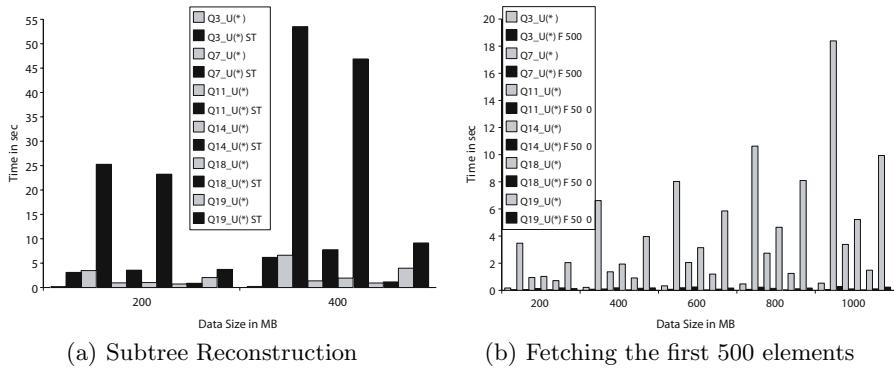 55
50
45
40
35
30
25
20
15
10
5
0
Time in sec
200
400
Data Size in MB
Q3_U(*)
Q3_U(*) ST
Q7_U(*)
Q7_U(*) ST
Q11_U(*)
Q11_U(*) ST
Q14_U(*)
Q14_U(*) ST
Q18_U(*)
Q18_U(*) ST
Q19_U(*)
Q19_U(*) ST
(a) Subtree Reconstruction
20
18
16
14
12
10
8
6
4
2
0
Time in sec
200
400
600
800
1000
Data Size in MB
Q3_U(*)
Q3_U(*) F 500
Q7_U(*)
Q7_U(*) F 500
Q11_U(*)
Q11_U(*) F 50 0
Q14_U(*)
Q14_U(*) F 50 0
Q18_U(*)
Q18_U(*) F 50 0
Q19_U(*)
Q19_U(*) F 50 0
(b) Fetching the first 500 elements